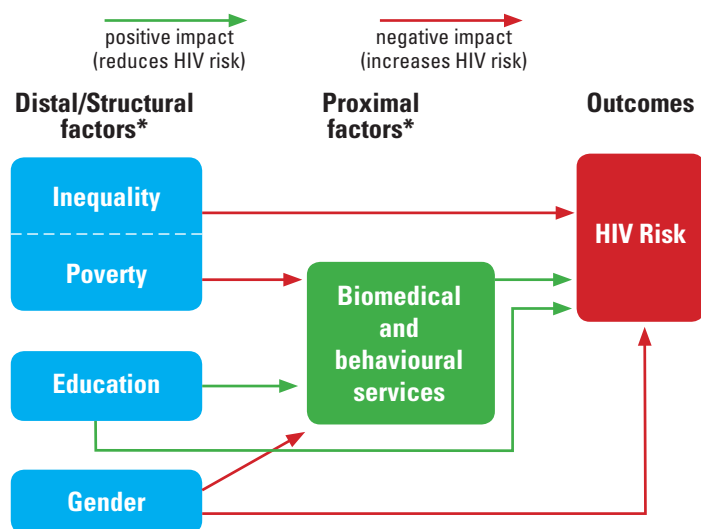 positive impact
(reduces HIV risk)
negative impact
(increases HIV risk)
Distal/Structural
factors*
Proximal
factors*
Outcomes
Inequality
Poverty
Education
Gender
Biomedical
and
behavioural
services
HIV Risk